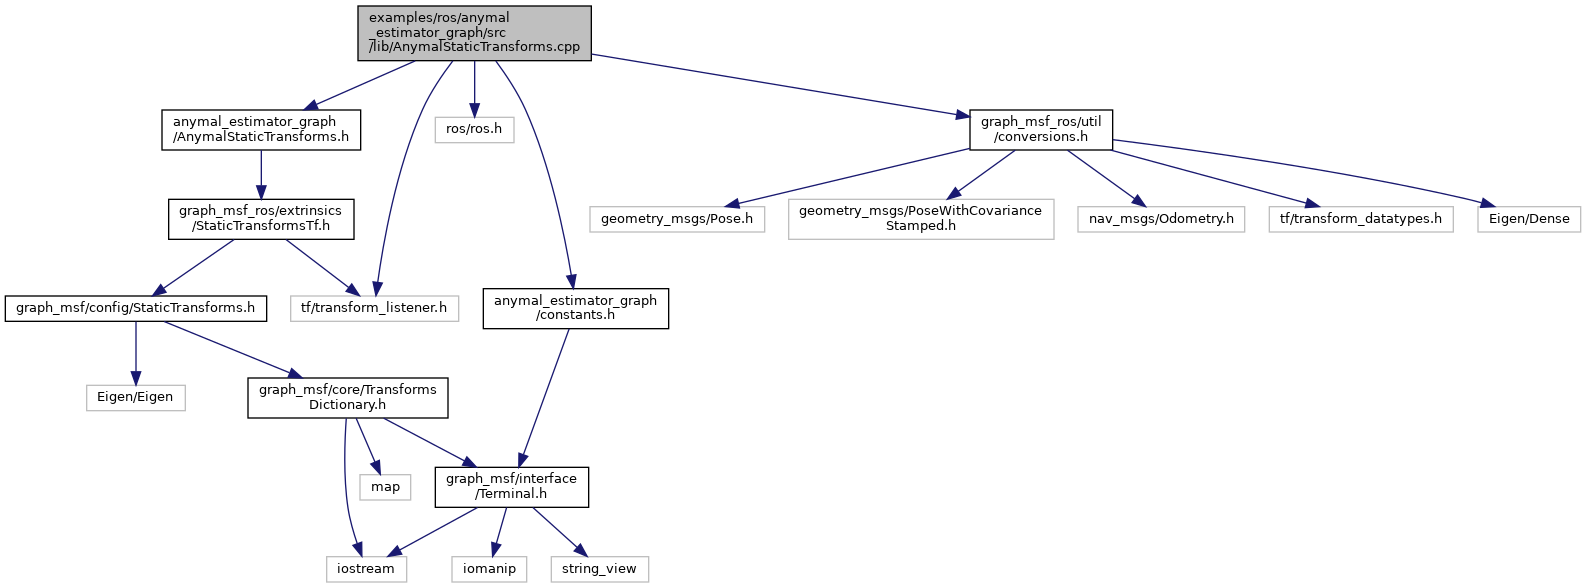 examples/ros/anymal
_estimator_graph/src
/lib/AnymalStaticTransforms.cpp
anymal_estimator_graph
/AnymalStaticTransforms.h
ros/ros.h
graph_msf_ros/util
/conversions.h
graph_msf_ros/extrinsics
/StaticTransformsTf.h
geometry_msgs/Pose.h
geometry_msgs/PoseWithCovariance
Stamped.h
nav_msgs/Odometry.h
tf/transform_datatypes.h
Eigen/Dense
graph_msf/config/StaticTransforms.h
tf/transform_listener.h
anymal_estimator_graph
/constants.h
Eigen/Eigen
graph_msf/core/Transforms
Dictionary.h
map
graph_msf/interface
/Terminal.h
iostream
iomanip
string_view